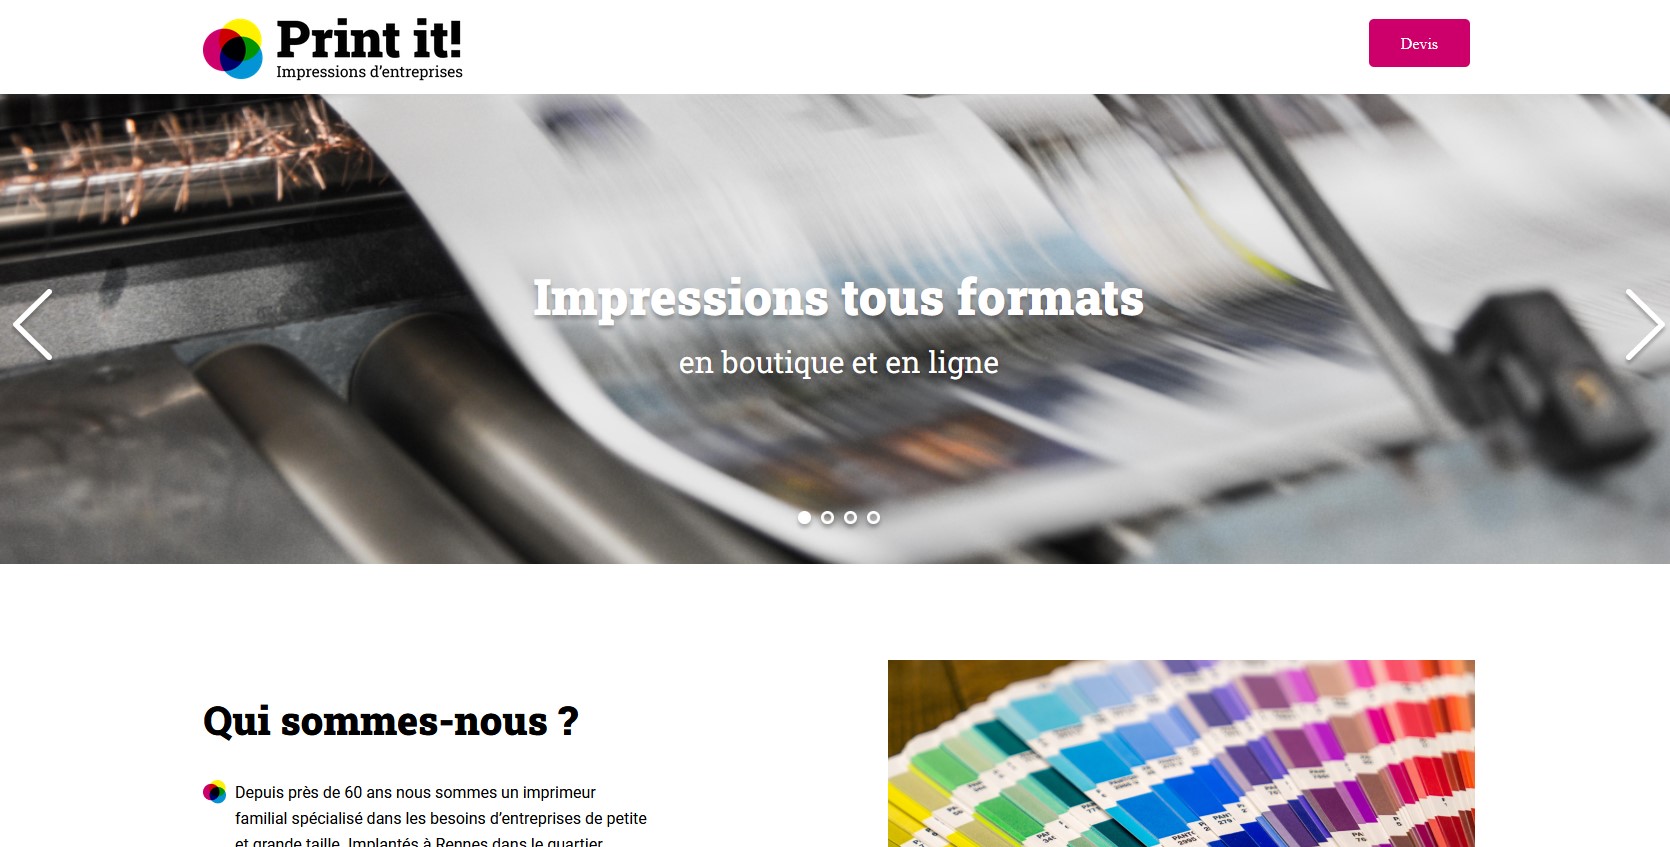 Print it!
Impressions d'entreprises
Devis
Impressions tous formats
en boutique et en ligne
Qui sommes-nous ?
Depuis près de 60 ans nous sommes un imprimeur
familial spécialisé dans les besoins d'entreprises de petite
et grande taille. Implantés à Rennes dans le quartier